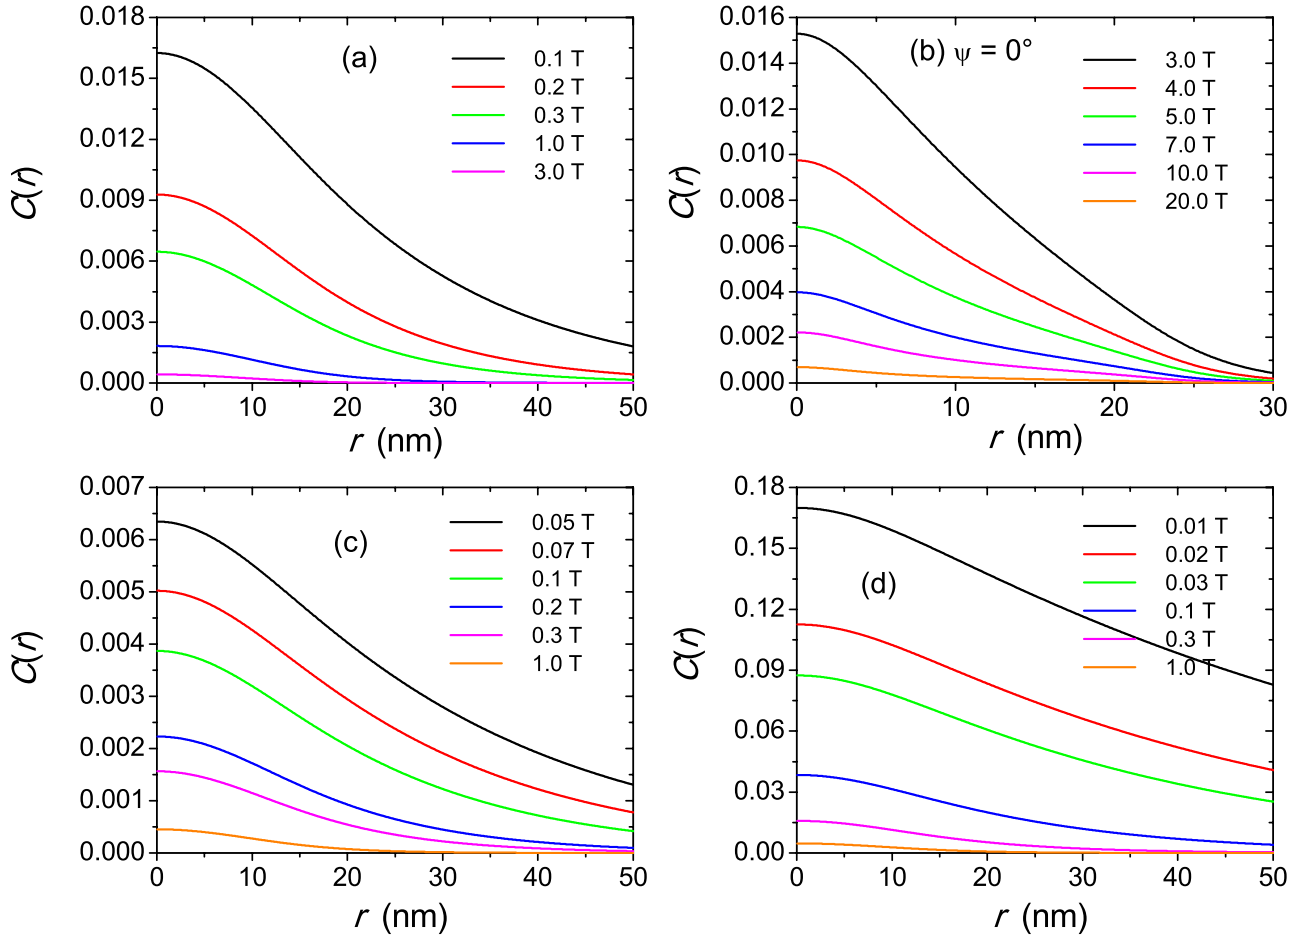 (a)
0.1 T
0.2 T
0.3 T
1.0 T
3.0 T
0.018
0.015
0.012
0.009
0.006
0.003
0.000
0
10
20
30
40
50
C(r)
r (nm)
(b) ψ = 0°
3.0 T
4.0 T
5.0 T
7.0 T
10.0 T
20.0 T
0.016
0.014
0.012
0.010
0.008
0.006
0.004
0.002
0.000
0
10
20
30
C(r)
r (nm)
(c)
0.05 T
0.07 T
0.1 T
0.2 T
0.3 T
1.0 T
0.007
0.006
0.005
0.004
0.003
0.002
0.001
0.000
0
10
20
30
40
50
C(r)
r (nm)
(d)
0.01 T
0.02 T
0.03 T
0.1 T
0.3 T
1.0 T
0.18
0.15
0.12
0.09
0.06
0.03
0.00
0
10
20
30
40
50
C(r)
r (nm)